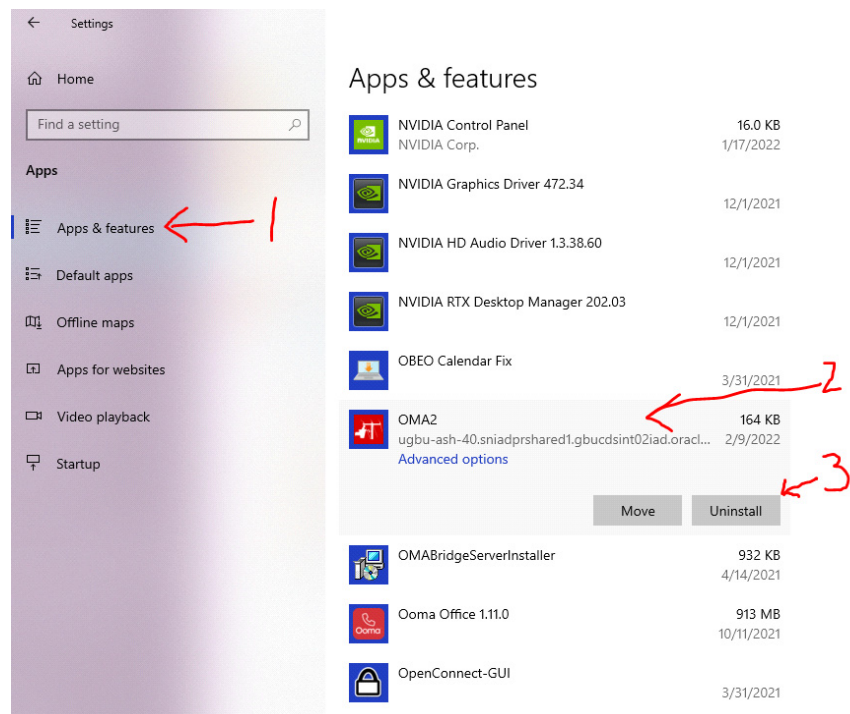 Settings
Home
Find a setting
Apps
Apps & features
1
Default apps
Offline maps
Apps for websites
Video playback
Startup
Apps & features
NVIDIA Control Panel 16.0 KB
NVIDIA Corp. 1/17/2022
NVIDIA Graphics Driver 472.34
12/1/2021
NVIDIA HD Audio Driver 1.3.38.60
12/1/2021
NVIDIA RTX Desktop Manager 202.03
12/1/2021
OBEO Calendar Fix
3/31/2021
2
OMA2 164 KB
ugbu-ash-40.sniadprshared1.gbucdsint02iad.oracl... 2/9/2022
Advanced options
3
Move Uninstall
OMABridgeServerInstaller 932 KB
4/14/2021
Ooma Office 1.11.0 913 MB
Ooma 10/11/2021
OpenConnect-GUI
3/31/2021